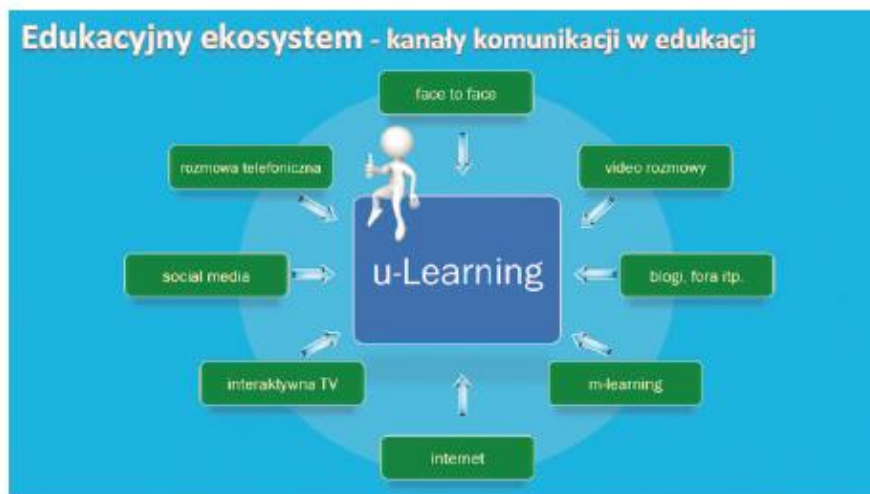 Edukacyjny ekosystem - kanały komunikacji w edukacji
face to face
rozmowa telefoniczna
video rozmowy
social media
u-Learning
blogi, fora itp.
interaktywna TV
m-learning
internet